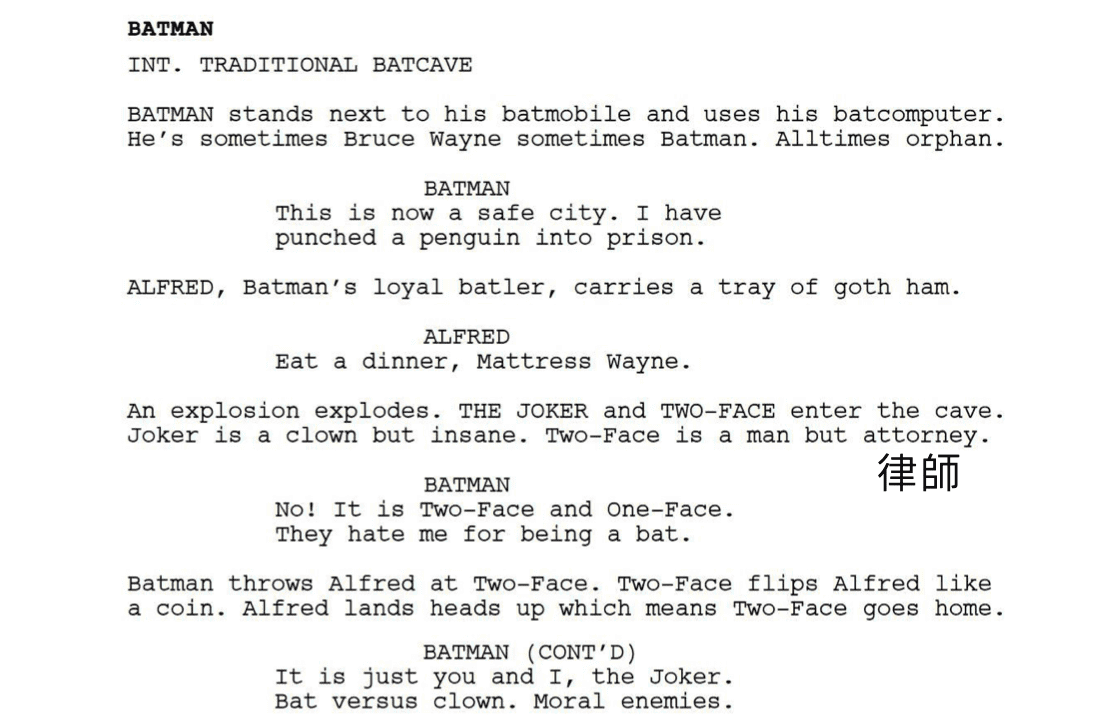 BATMAN
INT. TRADITIONAL BATCAVE
BATMAN stands next to his batmobile and uses his batcomputer.
He's sometimes Bruce Wayne sometimes Batman. Alltimes orphan.
BATMAN
This is now a safe city. I have
punched a penguin into prison.
ALFRED, Batman's loyal batler, carries a tray of goth ham.
ALFRED
Eat a dinner, Mattress Wayne.
An explosion explodes. THE JOKER and TWO-FACE enter the cave.
Joker is a clown but insane. Two-Face is a man but attorney.
律師
BATMAN
No! It is Two-Face and One-Face.
They hate me for being a bat.
Batman throws Alfred at Two-Face. Two-Face flips Alfred like
a coin. Alfred lands heads up which means Two-Face goes home.
BATMAN (CONT'D)
It is just you and I, the Joker.
Bat versus clown. Moral enemies.